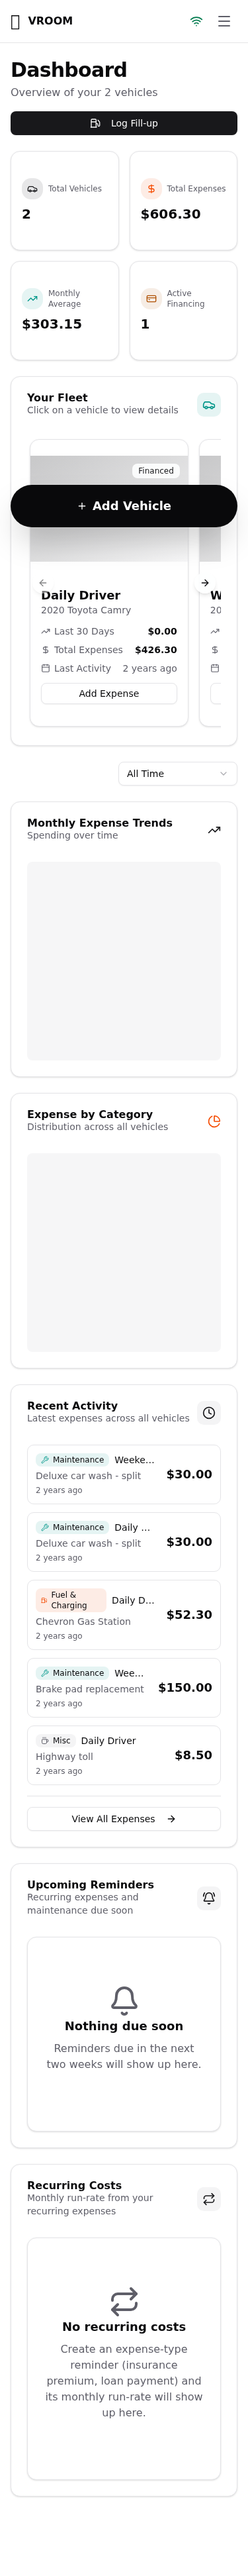 VROOM
Dashboard
Overview of your 2 vehicles
Log Fill-up
Total Vehicles
2
Total Expenses
$606.30
Monthly
Average
$303.15
Active
Financing
1
Your Fleet
Click on a vehicle to view details
Financed
Add Vehicle
Daily Driver
2020 Toyota Camry
Last 30 Days $0.00
Total Expenses $426.30
Last Activity 2 years ago
Add Expense
W
20
All Time
Monthly Expense Trends
Spending over time
Expense by Category
Distribution across all vehicles
Recent Activity
Latest expenses across all vehicles
Maintenance Weeke...
Deluxe car wash - split
2 years ago
$30.00
Maintenance Daily ...
Deluxe car wash - split
2 years ago
$30.00
Fuel &
Charging
Daily D...
Chevron Gas Station
2 years ago
$52.30
Maintenance Wee...
Brake pad replacement
2 years ago
$150.00
Misc Daily Driver
Highway toll
2 years ago
$8.50
View All Expenses
Upcoming Reminders
Recurring expenses and
maintenance due soon
Nothing due soon
Reminders due in the next
two weeks will show up here.
Recurring Costs
Monthly run-rate from your
recurring expenses
No recurring costs
Create an expense-type
reminder (insurance
premium, loan payment) and
its monthly run-rate will show
up here.